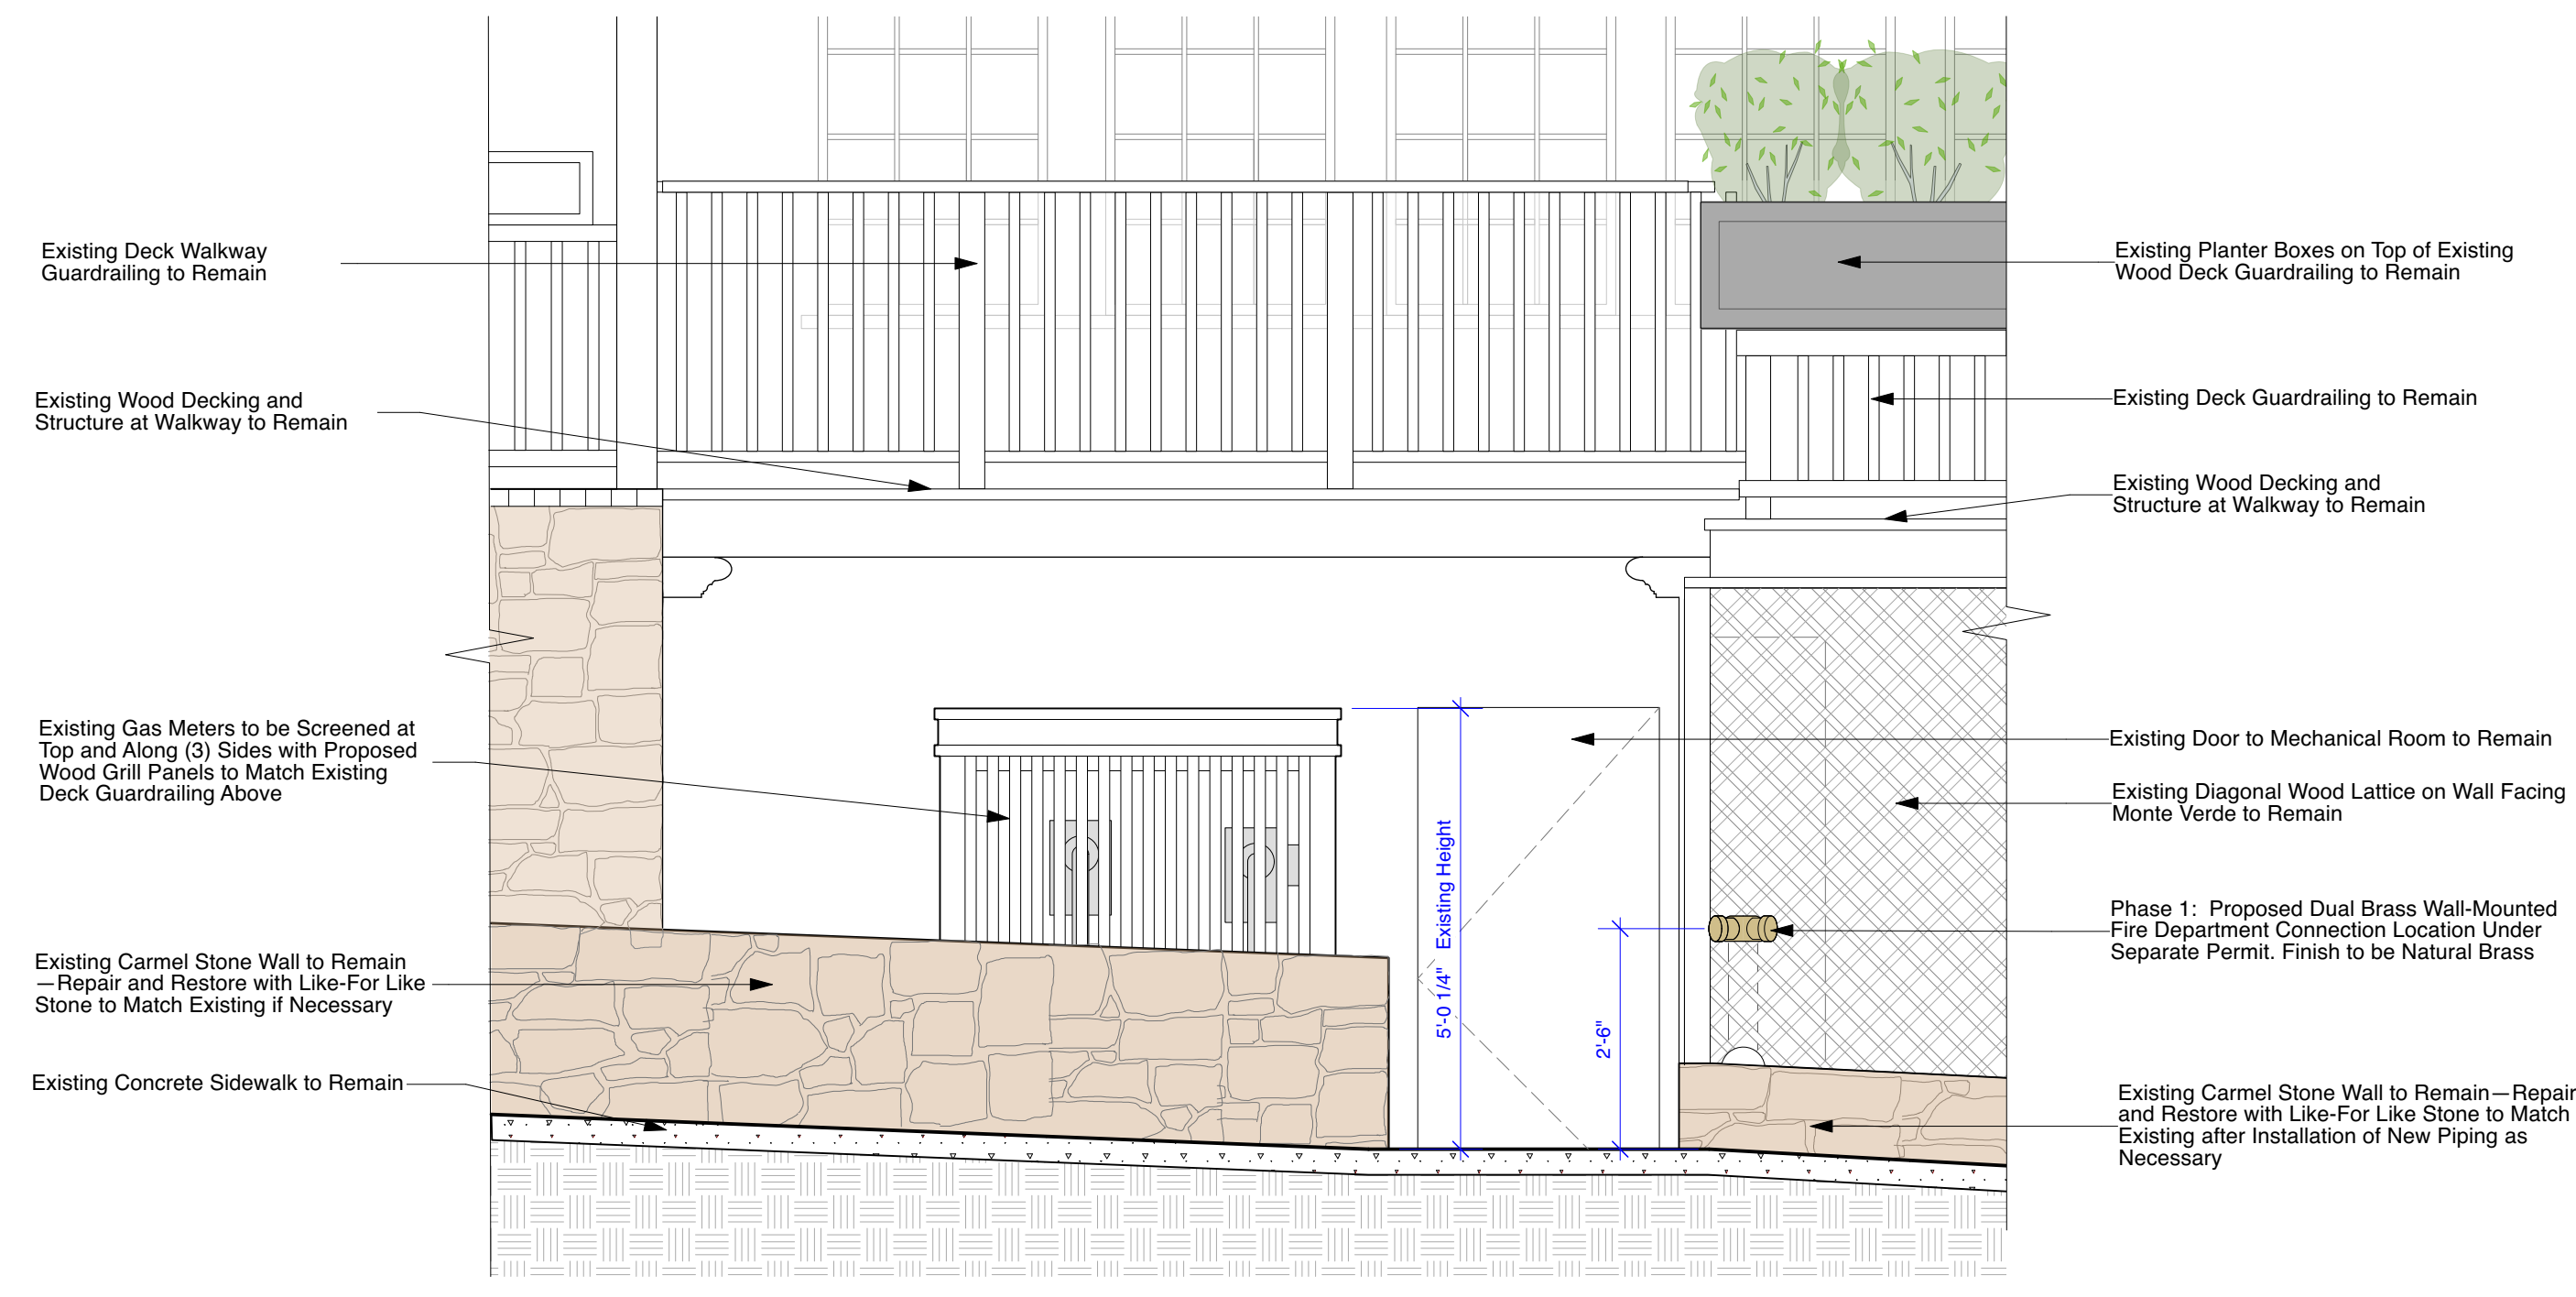 Existing Deck Walkway
Guardrailing to Remain
Existing Wood Decking and
Structure at Walkway to Remain
Existing Gas Meters to be Screened at
Top and Along (3) Sides with Proposed
Wood Grill Panels to Match Existing
Deck Guardrailing Above
Existing Carmel Stone Wall to Remain
—Repair and Restore with Like-For Like
Stone to Match Existing if Necessary
Existing Concrete Sidewalk to Remain
5'-0 1/4" Existing Height
2'-6"
Existing Planter Boxes on Top of Existing
Wood Deck Guardrailing to Remain
Existing Deck Guardrailing to Remain
Existing Wood Decking and
Structure at Walkway to Remain
Existing Door to Mechanical Room to Remain
Existing Diagonal Wood Lattice on Wall Facing
Monte Verde to Remain
Phase 1: Proposed Dual Brass Wall-Mounted
Fire Department Connection Location Under
Separate Permit. Finish to be Natural Brass
Existing Carmel Stone Wall to Remain—Repair
and Restore with Like-For Like Stone to Match
Existing after Installation of New Piping as
Necessary